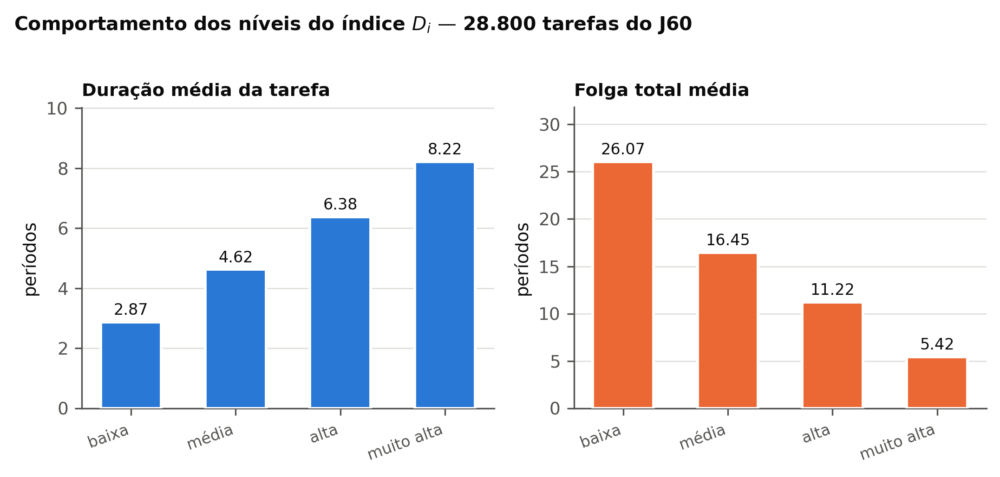 Comportamento dos níveis do índice D_i — 28.800 tarefas do J60
Duração média da tarefa
10
8
6
4
2
0
períodos
2.87
4.62
6.38
8.22
baixa
média
alta
muito alta
Folga total média
30
25
20
15
10
5
0
períodos
26.07
16.45
11.22
5.42
baixa
média
alta
muito alta